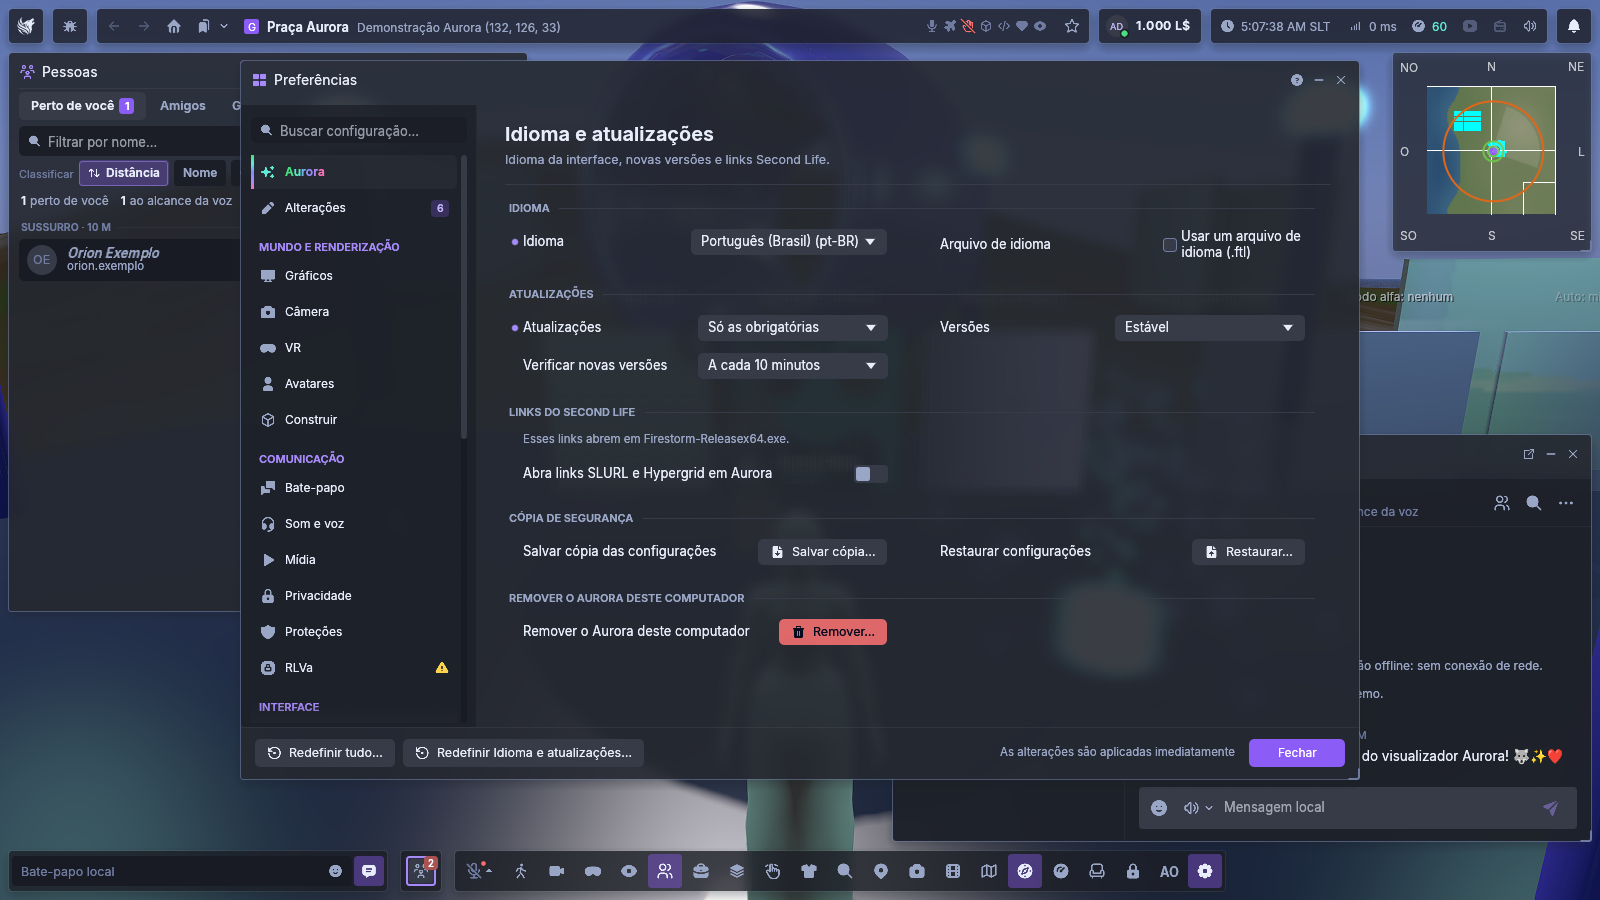 Praça Aurora Demonstração Aurora (132, 126, 33)
AD 1.000 L$
5:07:38 AM SLT 0 ms 60
Pessoas
Perto de você 1 Amigos G
Filtrar por nome...
Classificar Distância Nome
1 perto de você 1 ao alcance da voz
SUSSURRO · 10 M
OE Orion Exemplo
orion.exemplo
Preferências
Buscar configuração...
Aurora
Alterações 6
MUNDO E RENDERIZAÇÃO
Gráficos
Câmera
VR
Avatares
Construir
COMUNICAÇÃO
Bate-papo
Som e voz
Mídia
Privacidade
Proteções
RLVa
INTERFACE
Idioma e atualizações
Idioma da interface, novas versões e links Second Life.
IDIOMA
Idioma Português (Brasil) (pt-BR) Arquivo de idioma Usar um arquivo de
idioma (.ftl)
ATUALIZAÇÕES
Atualizações Só as obrigatórias Versões Estável
Verificar novas versões A cada 10 minutos
LINKS DO SECOND LIFE
Esses links abrem em Firestorm-Releasex64.exe.
Abra links SLURL e Hypergrid em Aurora
CÓPIA DE SEGURANÇA
Salvar cópia das configurações Salvar cópia... Restaurar configurações Restaurar...
REMOVER O AURORA DESTE COMPUTADOR
Remover o Aurora deste computador Remover...
Redefinir tudo... Redefinir Idioma e atualizações... As alterações são aplicadas imediatamente Fechar
NO N NE
O L
SO S SE
odo alfa: nenhum Auto: m
nce da voz
ão offline: sem conexão de rede.
emo.
M
do visualizador Aurora! 🐺✨❤️
Mensagem local
Bate-papo local
2
AO